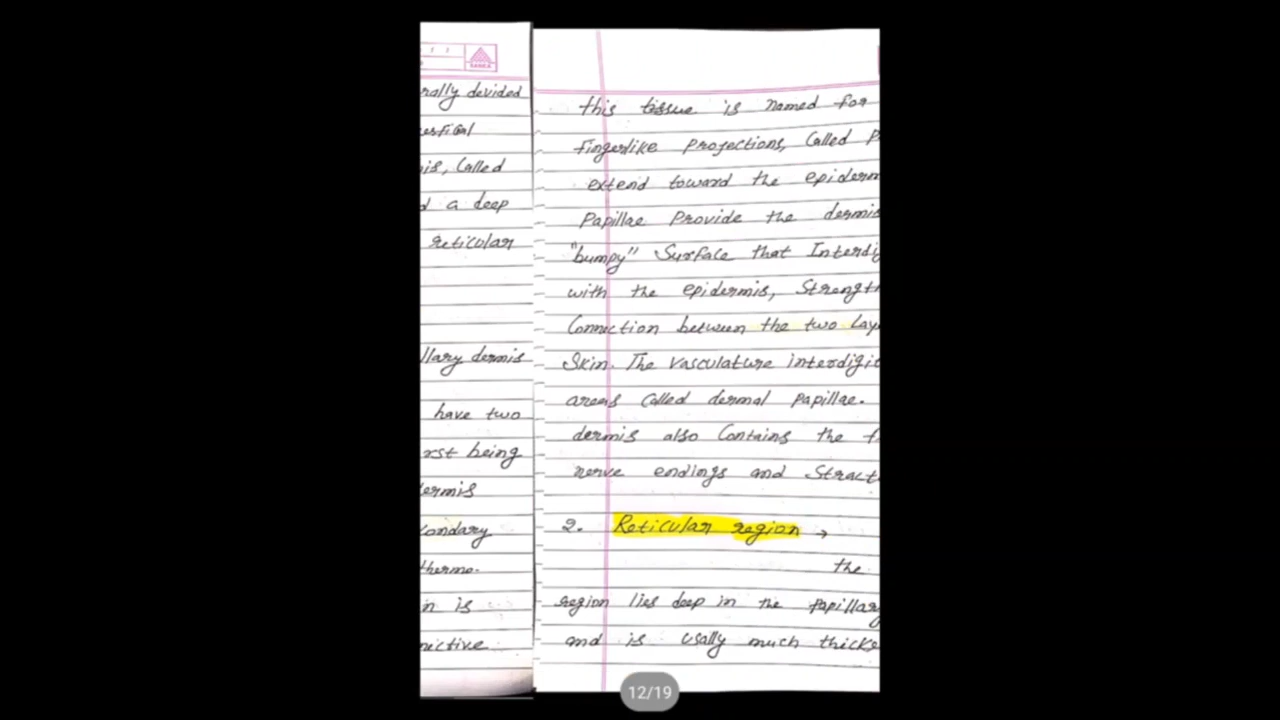 SANKA
rally devided
is, Called
d a deep
reticular
llary dermis
have two
rst being
ermis
condary
thermo-
in is
nective
this tissue is named for
fingerlike projections, Called P
extend toward the epiderm
Papillae provide the dermis
"bumpy" Surface that Interdig
with the epidermis, Strength
Connection between the two lay
Skin. The vasculature interdigit
areas Called dermal papillae.
dermis also Contains the f
nerve endings and Struct
2. Reticular region →
the
region lies deep in the Papillary
and is usally much thicke
12/19